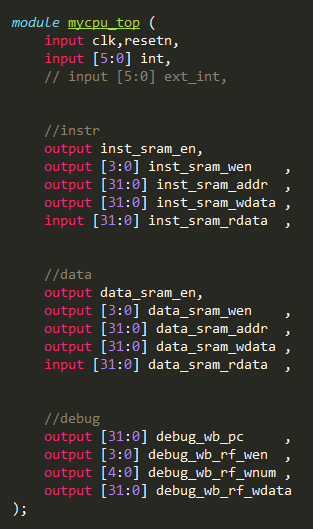 module mycpu_top (
    input clk,resetn,
    input [5:0] int,
    // input [5:0] ext_int,
    //instr
    output inst_sram_en,
    output [3:0] inst_sram_wen    ,
    output [31:0] inst_sram_addr  ,
    output [31:0] inst_sram_wdata ,
    input [31:0] inst_sram_rdata  ,
    //data
    output data_sram_en,
    output [3:0] data_sram_wen    ,
    output [31:0] data_sram_addr  ,
    output [31:0] data_sram_wdata ,
    input [31:0] data_sram_rdata  ,
    //debug
    output [31:0] debug_wb_pc     ,
    output [3:0] debug_wb_rf_wen  ,
    output [4:0] debug_wb_rf_wnum ,
    output [31:0] debug_wb_rf_wdata
);